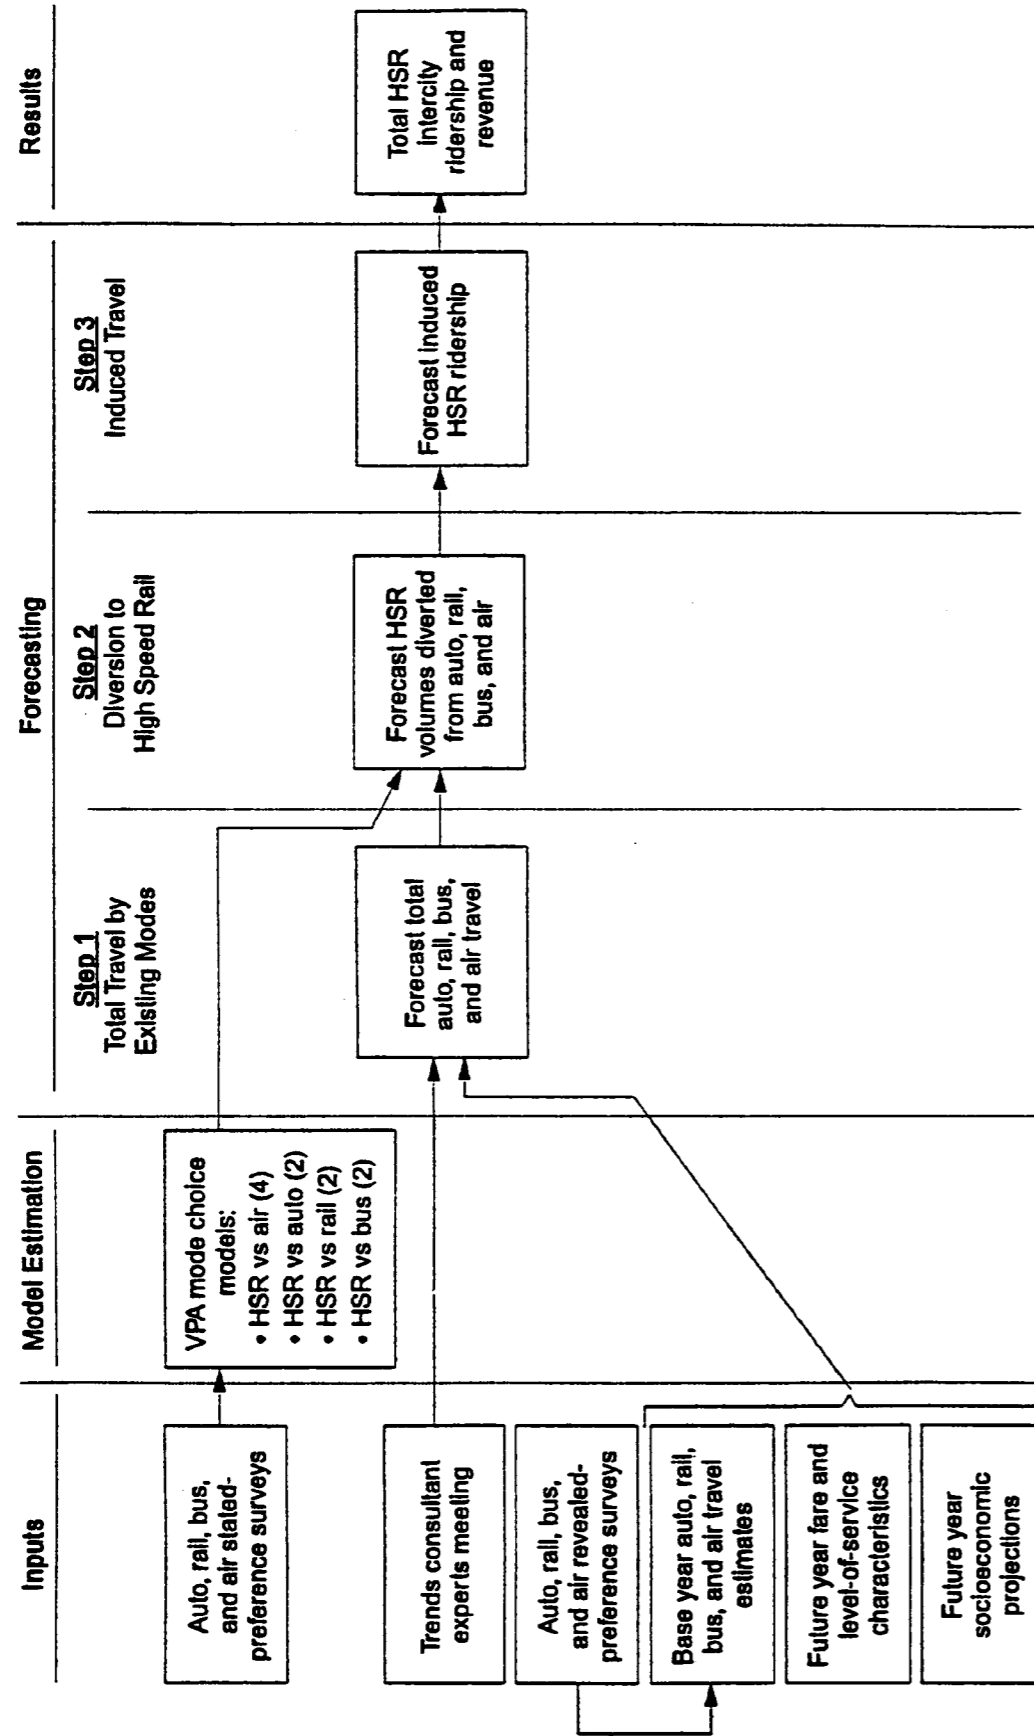 Inputs
Model Estimation
Forecasting
Results
Step 1
Total Travel by
Existing Modes
Step 2
Diversion to
High Speed Rail
Step 3
Induced Travel
Auto, rail, bus,
and air stated-
preference surveys
VPA mode choice
models:
• HSR vs air (4)
• HSR vs auto (2)
• HSR vs rail (2)
• HSR vs bus (2)
Trends consultant
experts meeting
Forecast total
auto, rail, bus,
and air travel
Forecast HSR
volumes diverted
from auto, rail,
bus, and air
Forecast induced
HSR ridership
Total HSR
intercity
ridership and
revenue
Auto, rail, bus,
and air revealed-
preference surveys
Base year auto, rail,
bus, and air travel
estimates
Future year fare and
level-of-service
characteristics
Future year
socioeconomic
projections